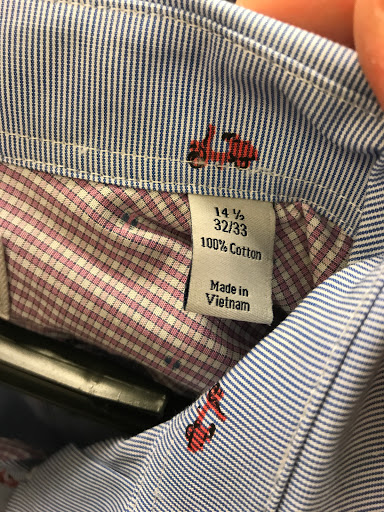 14 ½
32/33
100% Cotton
Made in
Vietnam